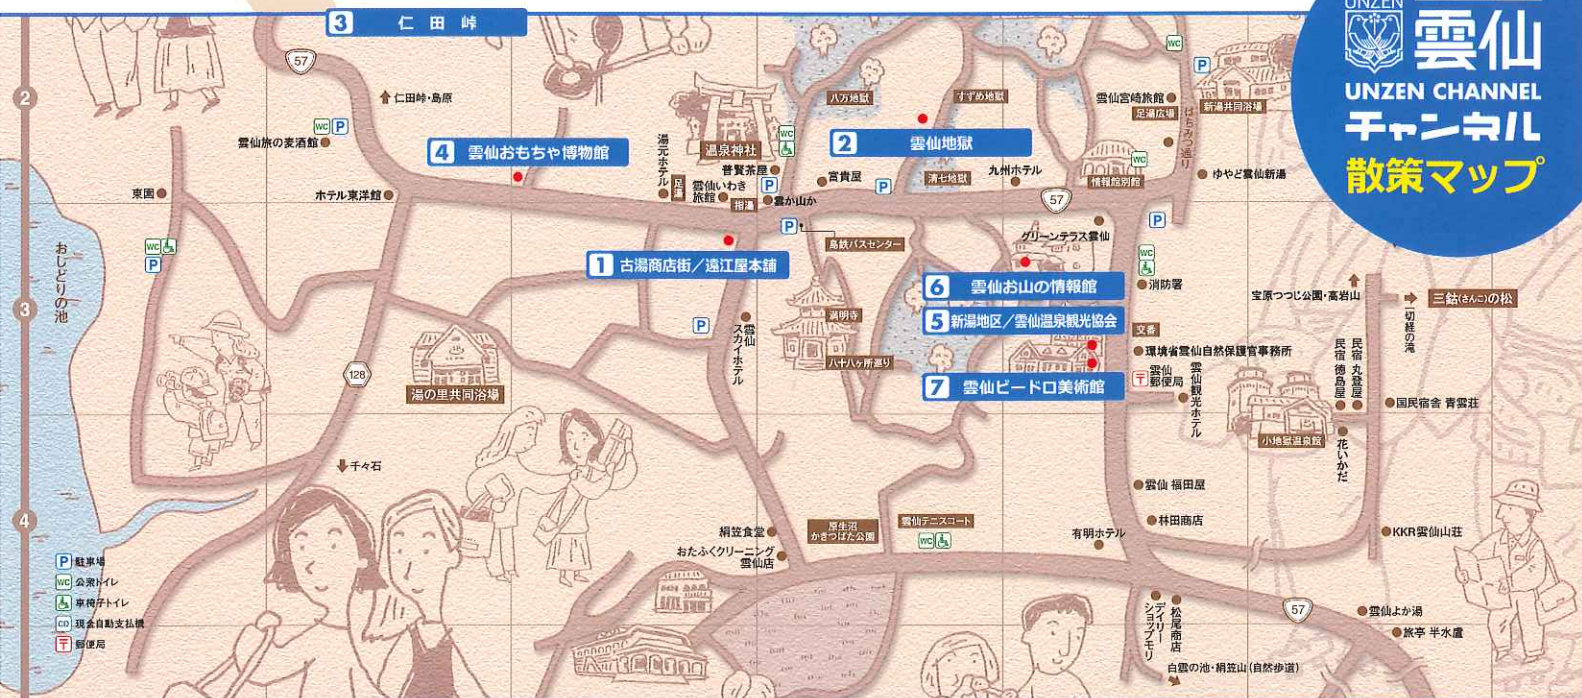 UNZEN
雲仙
UNZEN CHANNEL
チャンネル
散策マップ
3 仁田峠
57
2
仁田峠・島原
WC P
雲仙旅の麦酒館
4 雲仙おもちゃ博物館
東園
ホテル東洋館
湯元ホテル
足湯
温泉神社
普賢茶屋
雲仙いわき
旅館
指湯
P
雲か山か
WC
八万地獄
すずめ地獄
2 雲仙地獄
富貴屋
P
清七地獄
九州ホテル
57
WC
P
新湯共同浴場
雲仙宮崎旅館
足湯広場
はちみつ通り
WC
情報館別館
ゆやど雲仙新湯
P
グリーンテラス雲仙
P
島鉄バスセンター
1 古湯商店街/遠江屋本舗
おしどりの池
WC
P
3
128
湯の里共同浴場
P
雲仙
スカイホテル
満明寺
八十八ヶ所巡り
6 雲仙お山の情報館
5 新湯地区/雲仙温泉観光協会
7 雲仙ビードロ美術館
WC
消防署
交番
環境省雲仙自然保護官事務所
雲仙
郵便局
雲仙観光ホテル
宝原つつじ公園・高岩山
三鈷(さんこ)の松
一切経の滝
民宿 徳島屋
民宿 丸登屋
国民宿舎 青雲荘
小地獄温泉館
花いかだ
千々石
4
雲仙 福田屋
林田商店
有明ホテル
KKR雲仙山荘
絹笠食堂
おたふくクリーニング
雲仙店
原生沼
かきつばた公園
雲仙テニスコート
WC
P 駐車場
WC 公衆トイレ
車椅子トイレ
CD 現金自動支払機
〒 郵便局
57
雲仙よか湯
旅亭 半水盧
デイリー
ショップモリ
松尾商店
白雲の池・絹笠山(自然歩道)